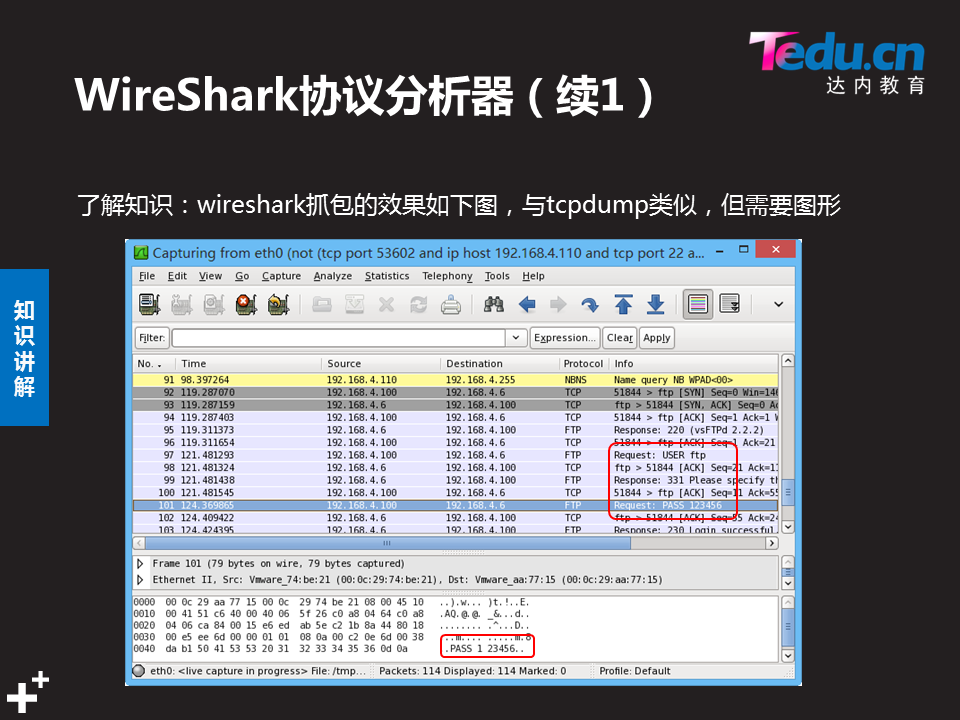 Tedu.cn
达内教育
WireShark协议分析器（续1）
了解知识：wireshark抓包的效果如下图，与tcpdump类似，但需要图形
知识讲解
Capturing from eth0 (not (tcp port 53602 and ip host 192.168.4.110 and tcp port 22 a...
File Edit View Go Capture Analyze Statistics Telephony Tools Help
Filter: Expression... Clear Apply
No. . Time Source Destination Protocol Info
91 98.397264 192.168.4.110 192.168.4.255 NBNS Name query NB WPAD<00>
92 119.287070 192.168.4.100 192.168.4.6 TCP 51844 > ftp [SYN] Seq=0 Win=146
93 119.287159 192.168.4.6 192.168.4.100 TCP ftp > 51844 [SYN, ACK] Seq=0 Ac
94 119.287403 192.168.4.100 192.168.4.6 TCP 51844 > ftp [ACK] Seq=1 Ack=1 W
95 119.311373 192.168.4.6 192.168.4.100 FTP Response: 220 (vsFTPd 2.2.2)
96 119.311654 192.168.4.100 192.168.4.6 TCP 51844 > ftp [ACK] Seq=1 Ack=21
97 121.481293 192.168.4.100 192.168.4.6 FTP Request: USER ftp
98 121.481324 192.168.4.6 192.168.4.100 TCP ftp > 51844 [ACK] Seq=21 Ack=11
99 121.481438 192.168.4.6 192.168.4.100 FTP Response: 331 Please specify th
100 121.481545 192.168.4.100 192.168.4.6 TCP 51844 > ftp [ACK] Seq=11 Ack=55
101 124.369865 192.168.4.100 192.168.4.6 FTP Request: PASS 123456
102 124.409422 192.168.4.6 192.168.4.100 TCP ftp > 51844 [ACK] Seq=55 Ack=24
103 124.424395 192.168.4.6 192.168.4.100 FTP Response: 230 Login successful.
Frame 101 (79 bytes on wire, 79 bytes captured)
Ethernet II, Src: Vmware_74:be:21 (00:0c:29:74:be:21), Dst: Vmware_aa:77:15 (00:0c:29:aa:77:15)
0000 00 0c 29 aa 77 15 00 0c 29 74 be 21 08 00 45 10 ..).w... )t.!..E.
0010 00 41 51 c6 40 00 40 06 5f 26 c0 a8 04 64 c0 a8 .AQ.@.@. _&...d..
0020 04 06 ca 84 00 15 e6 ed ab 5e c2 1b 8a 44 80 18 ........ .^...D..
0030 00 e5 ee 6d 00 00 01 01 08 0a 00 c2 0e 6d 00 38 ...m.... .....m.8
0040 da b1 50 41 53 53 20 31 32 33 34 35 36 0d 0a ..PASS 1 23456..
eth0: <live capture in progress> File: /tmp... Packets: 114 Displayed: 114 Marked: 0 Profile: Default